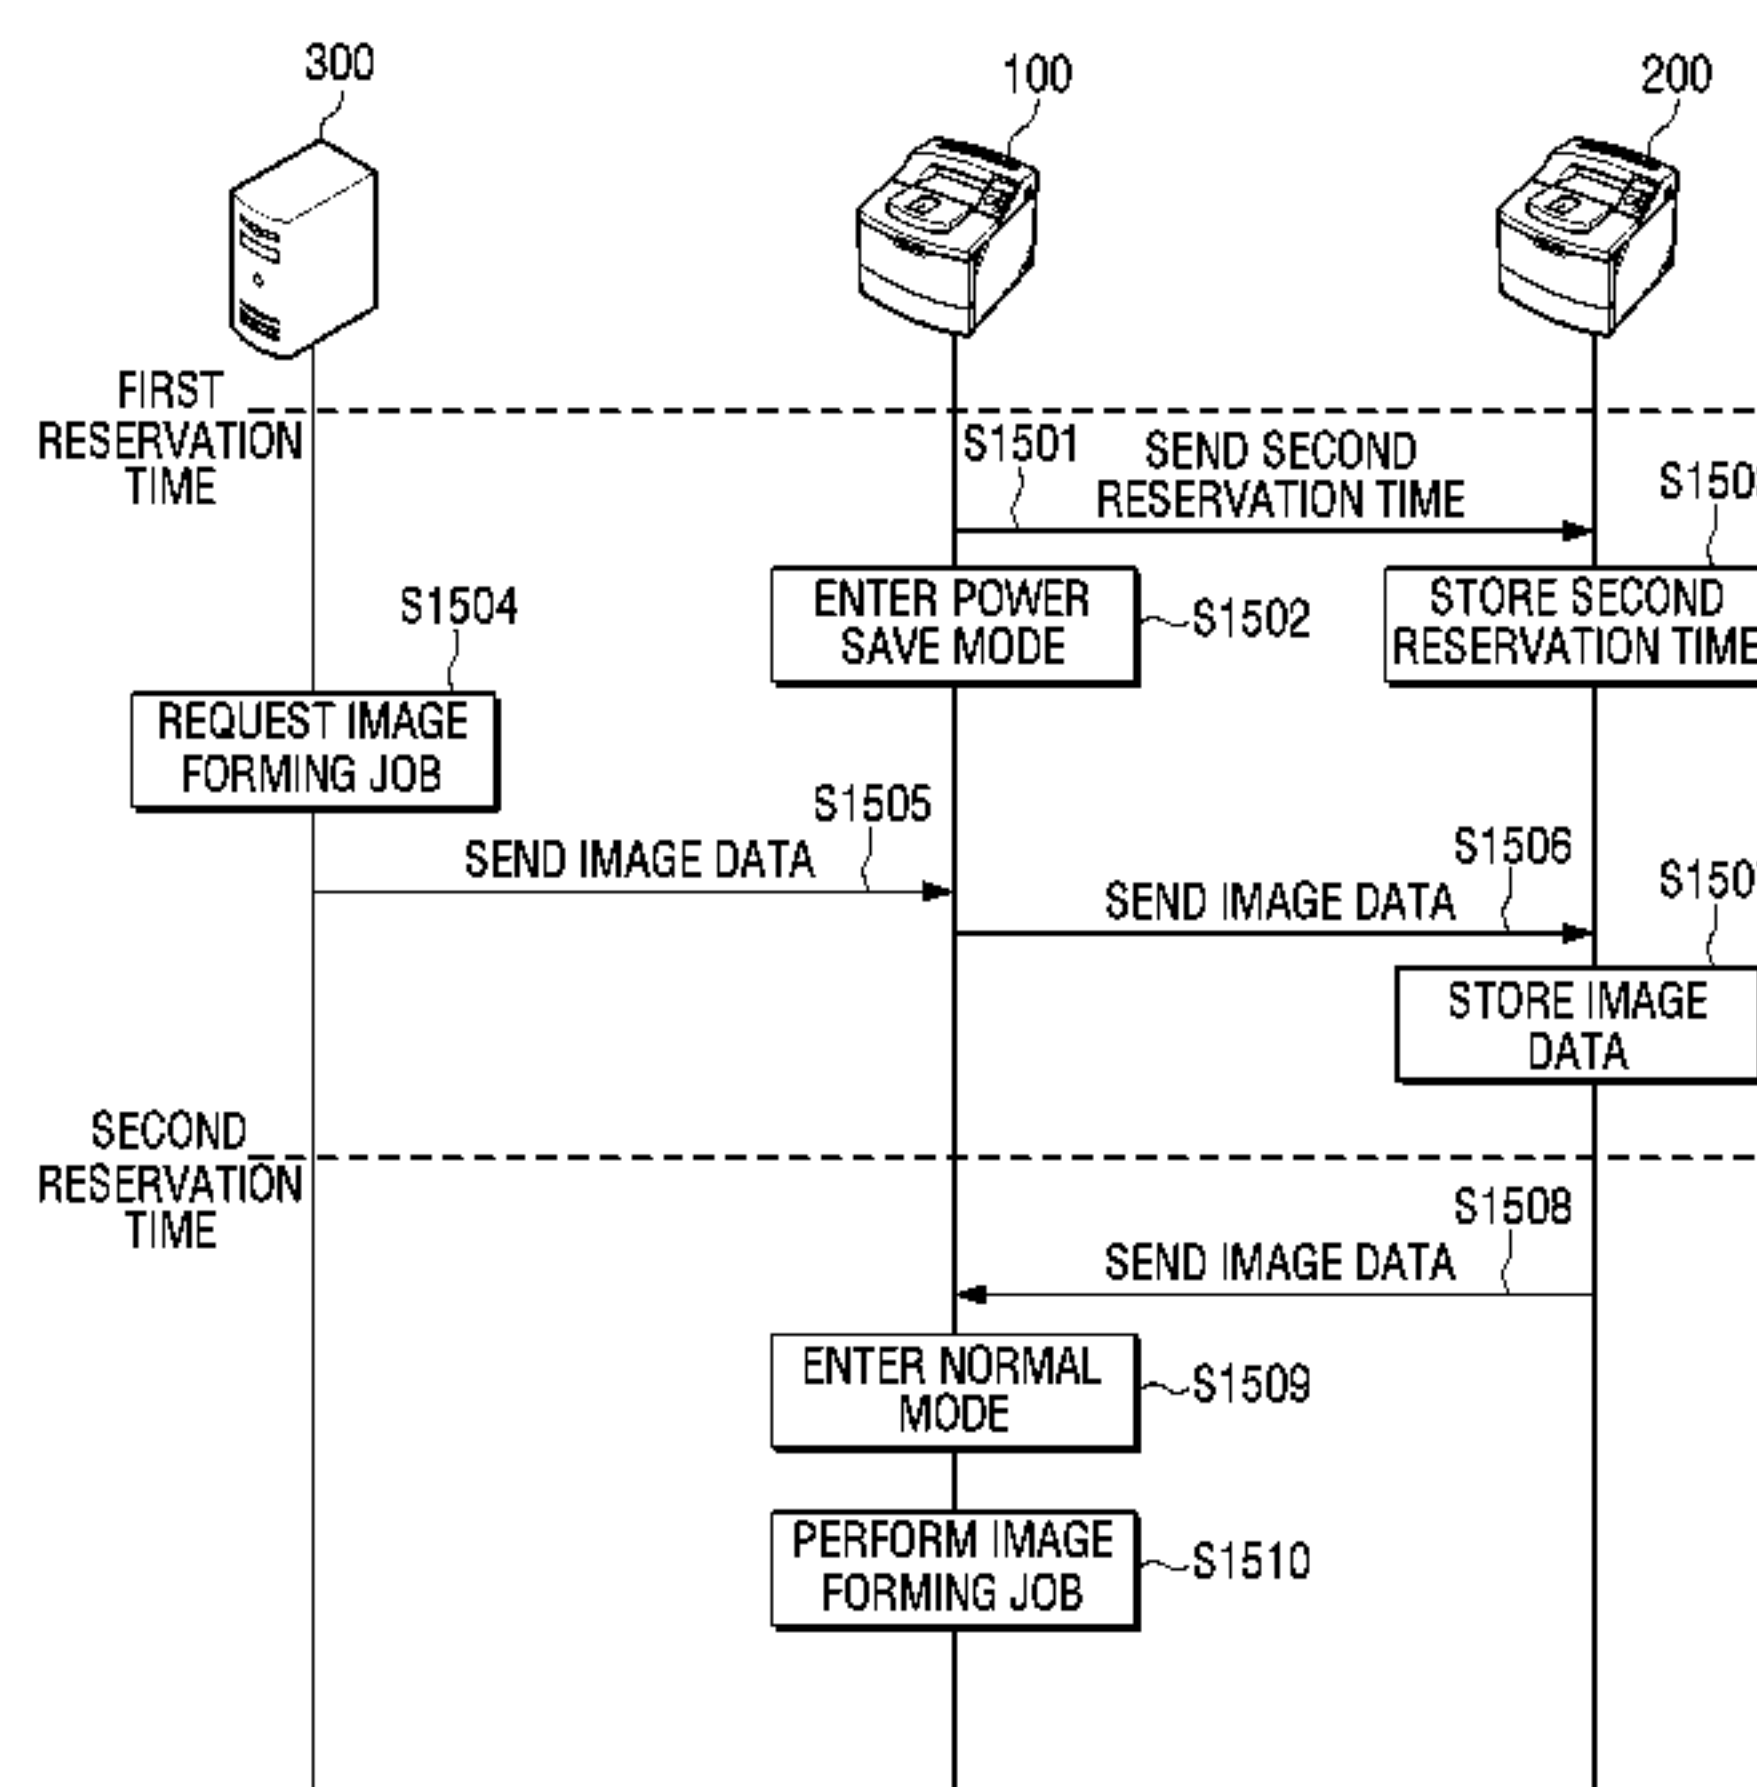 300
100
200
FIRST
RESERVATION
TIME
S1501
SEND SECOND
RESERVATION TIME
ENTER POWER
SAVE MODE
S1502
STORE SECOND
RESERVATION TIME
S1504
REQUEST IMAGE
FORMING JOB
S1505
SEND IMAGE DATA
S1506
SEND IMAGE DATA
STORE IMAGE
DATA
SECOND
RESERVATION
TIME
S1508
SEND IMAGE DATA
ENTER NORMAL
MODE
S1509
PERFORM IMAGE
FORMING JOB
S1510